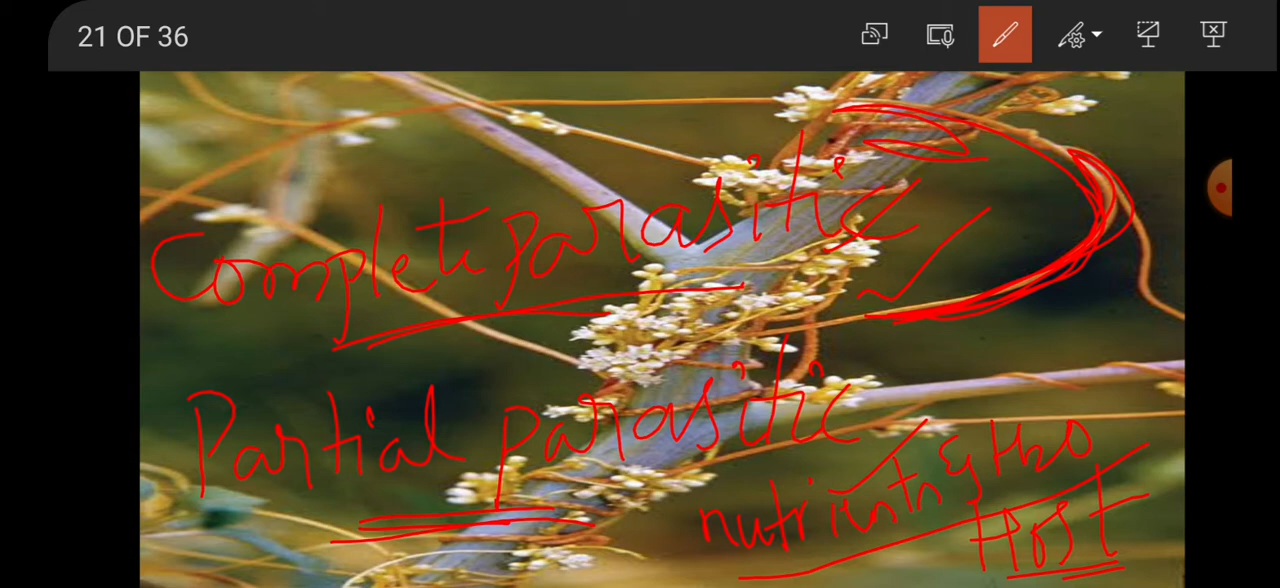 21 OF 36
Complete parasitic
Partial parasitic
nutrients & H2O
Host